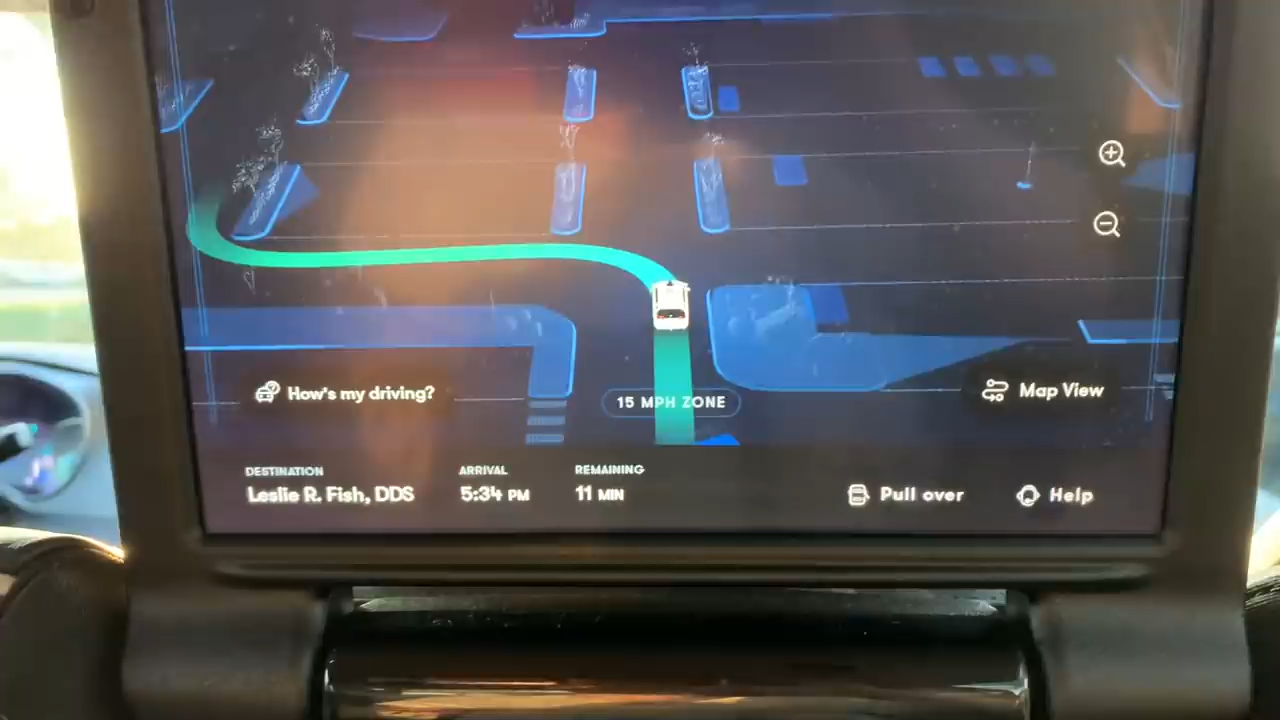 How's my driving?
15 MPH ZONE
Map View
DESTINATION
Leslie R. Fish, DDS
ARRIVAL
5:34 PM
REMAINING
11 MIN
Pull over
Help